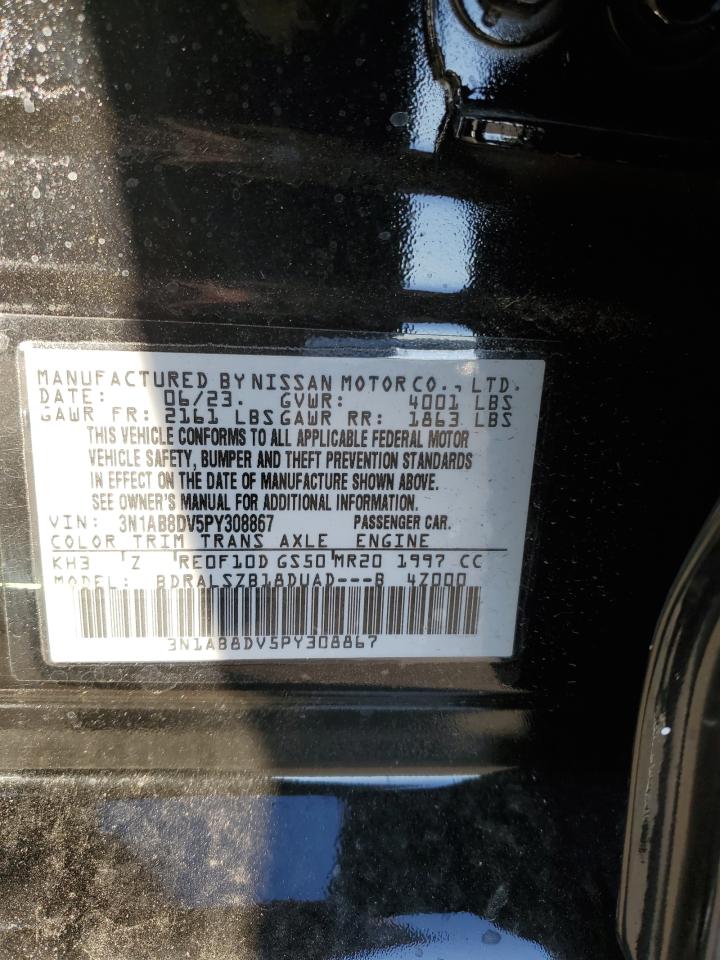 MANUFACTURED BY NISSAN MOTOR CO., LTD.
DATE: 06/23. GVWR: 4001 LBS
GAWR FR: 2161 LBS GAWR RR: 1863 LBS
THIS VEHICLE CONFORMS TO ALL APPLICABLE FEDERAL MOTOR
VEHICLE SAFETY, BUMPER AND THEFT PREVENTION STANDARDS
IN EFFECT ON THE DATE OF MANUFACTURE SHOWN ABOVE.
SEE OWNER'S MANUAL FOR ADDITIONAL INFORMATION.
VIN: 3N1AB8DV5PY308867 PASSENGER CAR.
COLOR TRIM TRANS AXLE ENGINE
KH3 Z RE0F10D GS50 MR20 1997 CC
MODEL: BDRALSZB18DUAD---B 4Z000
3N1AB8DV5PY308867